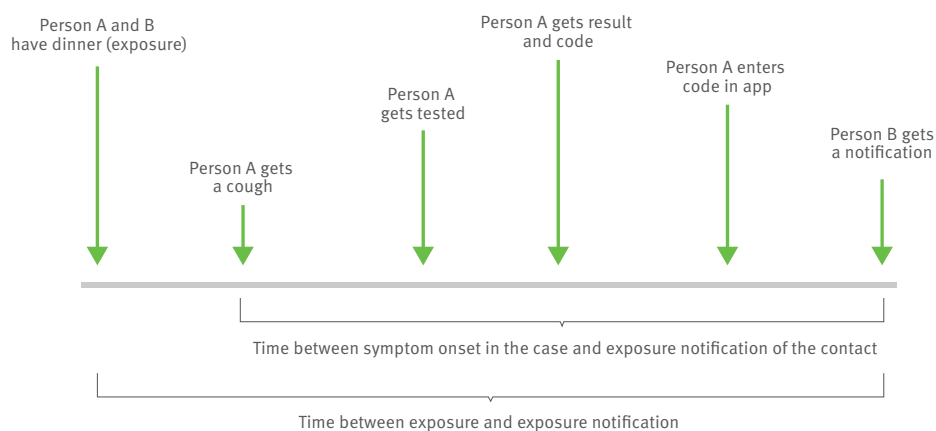 Person A and B
have dinner (exposure)
Person A gets
a cough
Person A
gets tested
Person A gets result
and code
Person A enters
code in app
Person B gets
a notification
Time between symptom onset in the case and exposure notification of the contact
Time between exposure and exposure notification